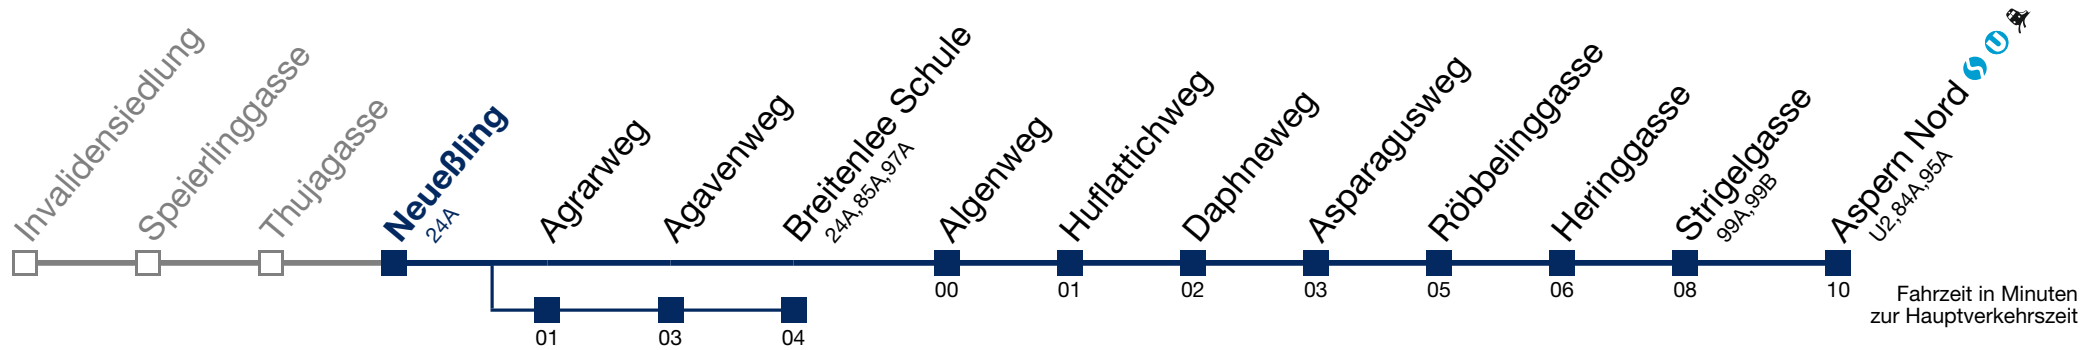 Invalidensiedlung
Speierlinggasse
Thujagasse
Neueßling
24A
Agrarweg
Agavenweg
Breitenlee Schule
24A,85A,97A
Algenweg
Huflattichweg
Daphneweg
Asparagusweg
Röbbelinggasse
Heringgasse
Strigelgasse
99A,99B
Aspern Nord
U2,84A,95A
00
01
02
03
05
06
08
10
01
03
04
Fahrzeit in Minuten
zur Hauptverkehrszeit